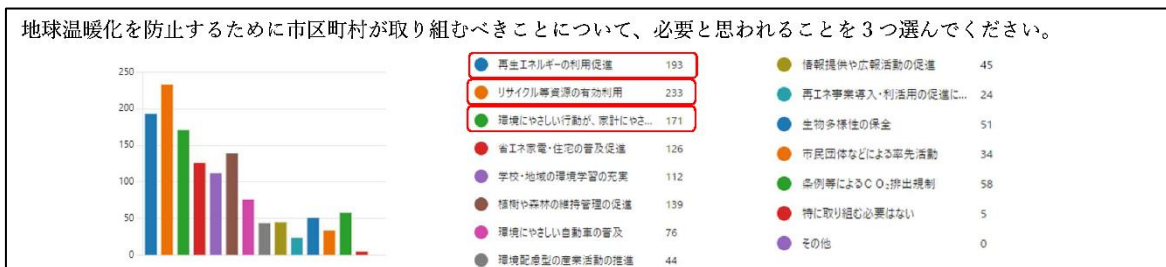 地球温暖化を防止するために市区町村が取り組むべきことについて、必要と思われることを3つ選んでください。
250
200
150
100
50
0
再生エネルギーの利用促進 193
リサイクル等資源の有効利用 233
環境にやさしい行動が、家計にやさ... 171
省エネ家電・住宅の普及促進 126
学校・地域の環境学習の充実 112
植樹や森林の維持管理の促進 139
環境にやさしい自動車の普及 76
環境配慮型の産業活動の推進 44
情報提供や広報活動の促進 45
再エネ事業導入・利活用の促進に... 24
生物多様性の保全 51
市民団体などによる率先活動 34
条例等によるCO₂排出規制 58
特に取り組む必要はない 5
その他 0